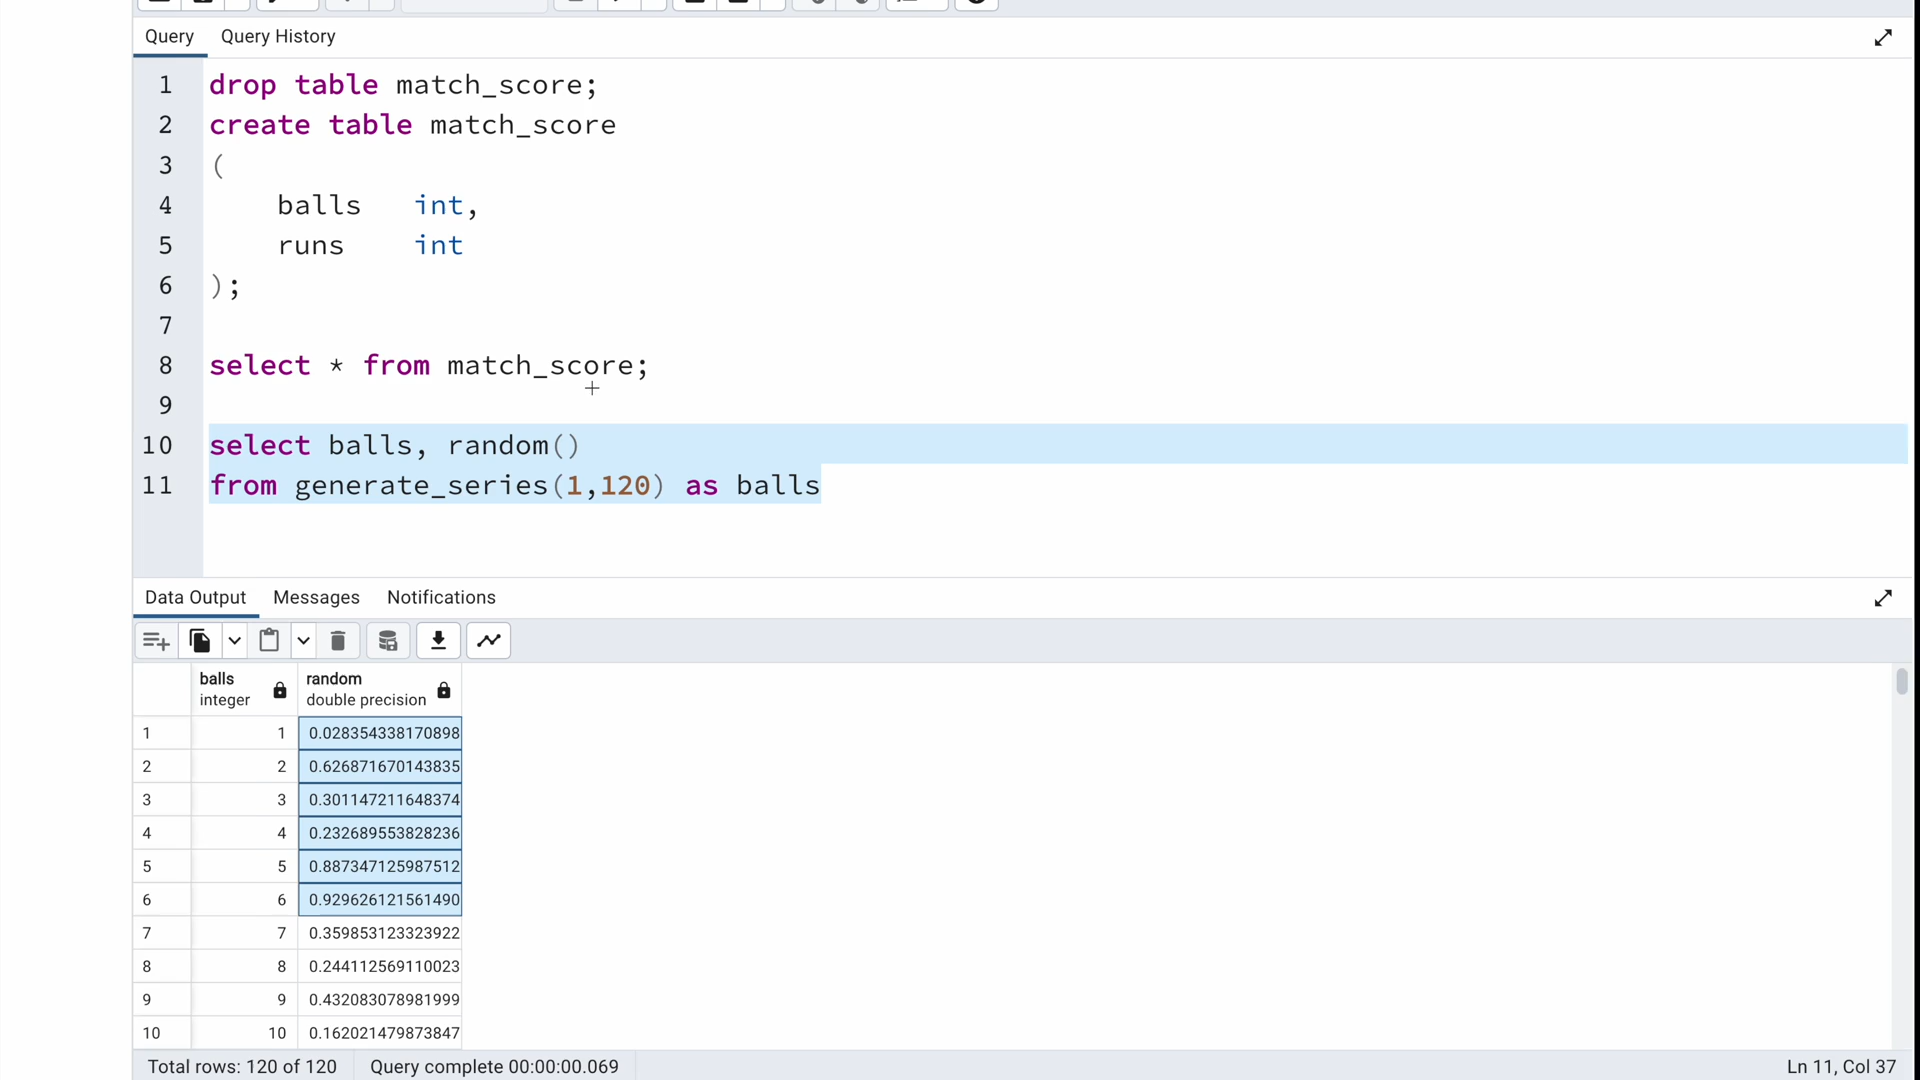 Query Query History
1 drop table match_score;
2 create table match_score
3 (
4 balls int,
5 runs int
6 );
7
8 select * from match_score;
9
10 select balls, random()
11 from generate_series(1,120) as balls
Data Output Messages Notifications
balls random
integer double precision
1 1 0.028354338170898
2 2 0.626871670143835
3 3 0.301147211648374
4 4 0.232689553828236
5 5 0.887347125987512
6 6 0.929626121561490
7 7 0.359853123323922
8 8 0.244112569110023
9 9 0.432083078981999
10 10 0.162021479873847
Total rows: 120 of 120 Query complete 00:00:00.069 Ln 11, Col 37